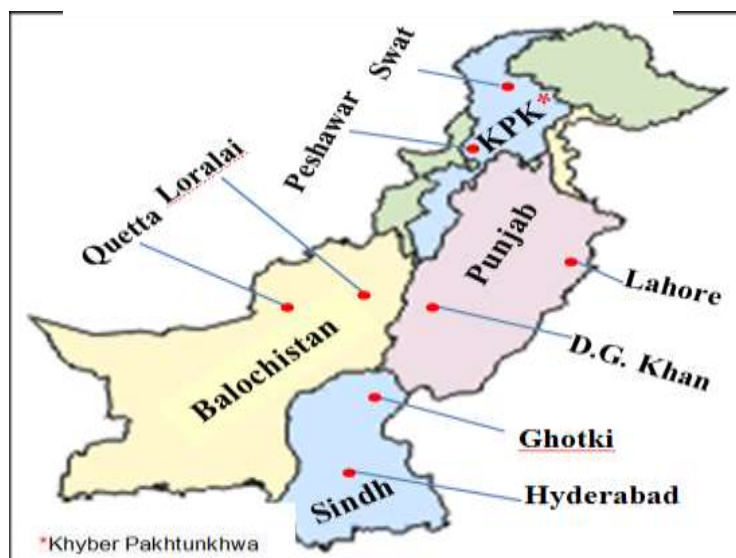 Swat
KPK*
Peshawar
Loralai
Quetta
Punjab
Lahore
D.G. Khan
Balochistan
Ghotki
Hyderabad
Sindh
*Khyber Pakhtunkhwa